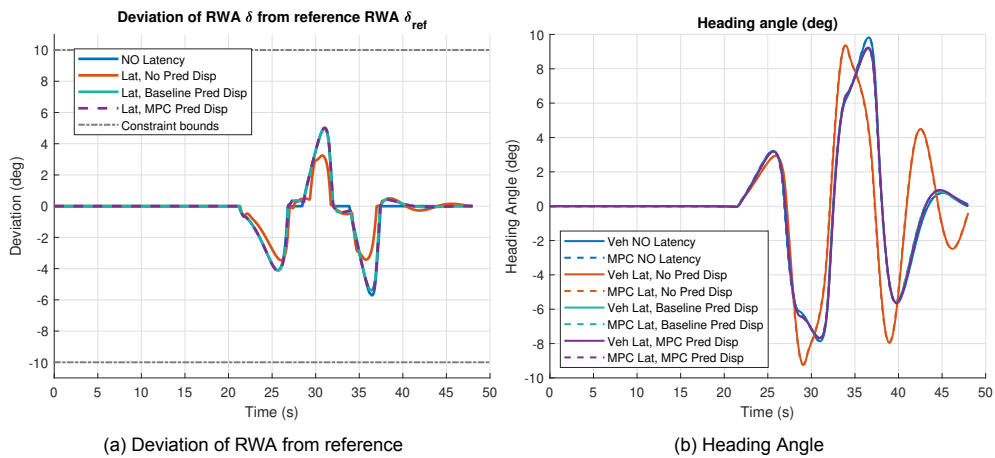 Deviation of RWA δ from reference RWA δref
10
8
6
4
2
0
-2
-4
-6
-8
-10
Deviation (deg)
NO Latency
Lat, No Pred Disp
Lat, Baseline Pred Disp
Lat, MPC Pred Disp
Constraint bounds
0 5 10 15 20 25 30 35 40 45 50
Time (s)
(a) Deviation of RWA from reference
Heading angle (deg)
10
8
6
4
2
0
-2
-4
-6
-8
-10
Heading Angle (deg)
Veh NO Latency
MPC NO Latency
Veh Lat, No Pred Disp
MPC Lat, No Pred Disp
Veh Lat, Baseline Pred Disp
MPC Lat, Baseline Pred Disp
Veh Lat, MPC Pred Disp
MPC Lat, MPC Pred Disp
0 5 10 15 20 25 30 35 40 45 50
Time (s)
(b) Heading Angle